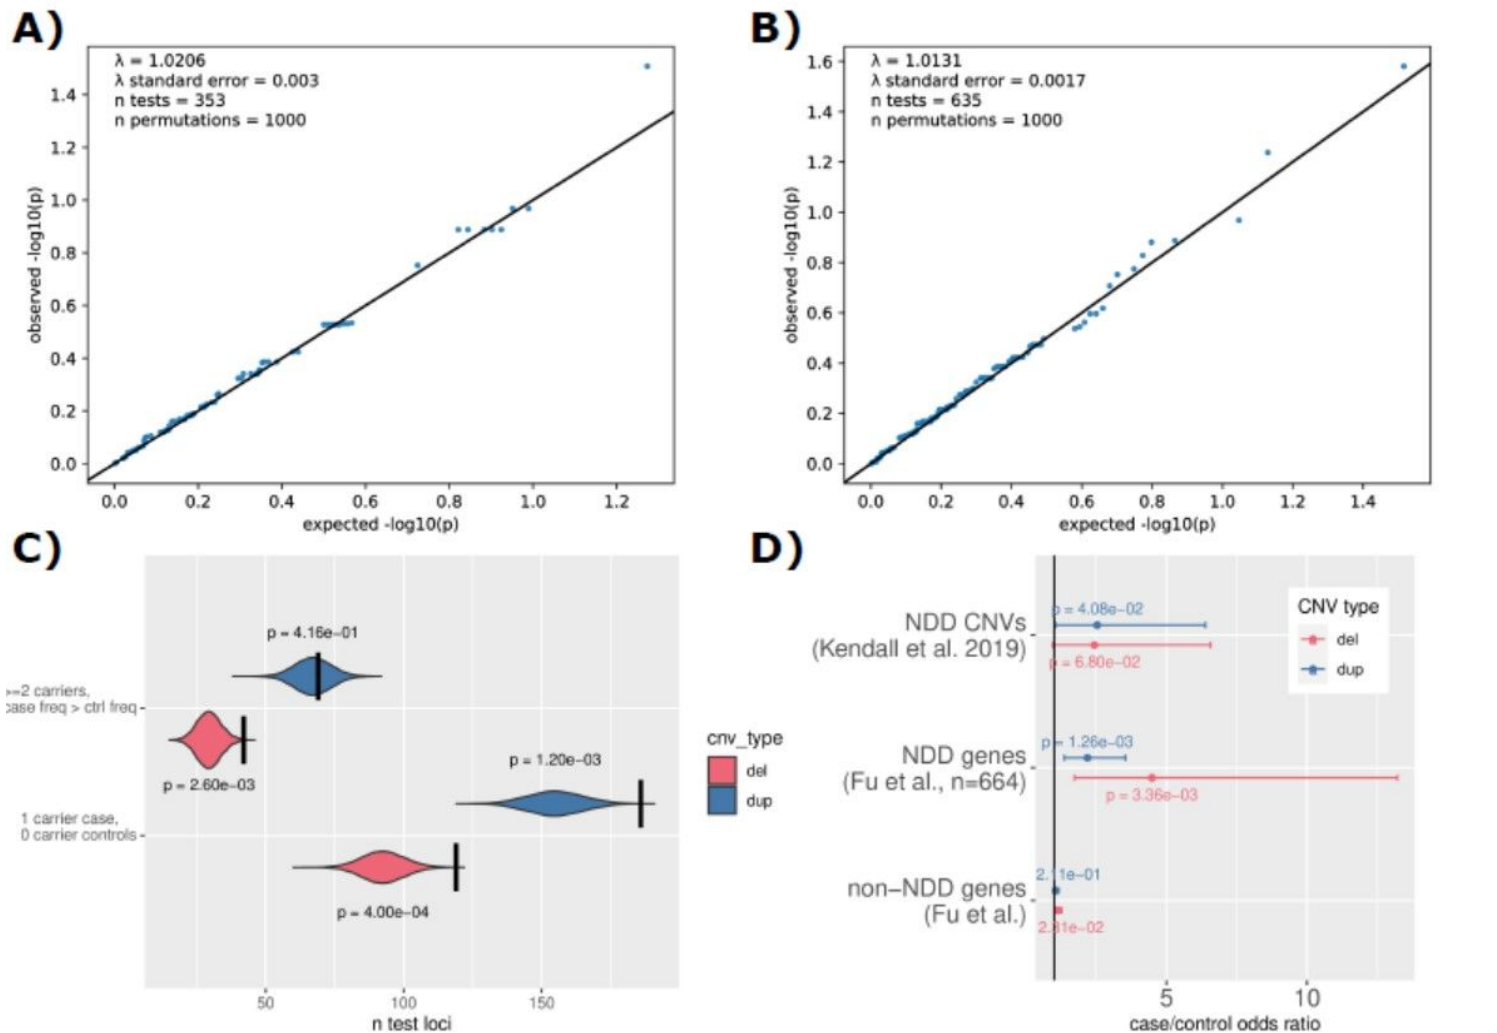 A)
λ = 1.0206
λ standard error = 0.003
n tests = 353
n permutations = 1000
observed -log10(p)
1.4
1.2
1.0
0.8
0.6
0.4
0.2
0.0
0.0 0.2 0.4 0.6 0.8 1.0 1.2
expected -log10(p)
B)
λ = 1.0131
λ standard error = 0.0017
n tests = 635
n permutations = 1000
observed -log10(p)
1.6
1.4
1.2
1.0
0.8
0.6
0.4
0.2
0.0
0.0 0.2 0.4 0.6 0.8 1.0 1.2 1.4
expected -log10(p)
C)
p = 4.16e−01
>=2 carriers,
case freq > ctrl freq
p = 2.60e−03
p = 1.20e−03
1 carrier case,
0 carrier controls
p = 4.00e−04
50 100 150
n test loci
cnv_type
del
dup
D)
NDD CNVs
(Kendall et al. 2019)
p = 4.08e−02
p = 6.80e−02
NDD genes
(Fu et al., n=664)
p = 1.26e−03
p = 3.36e−03
non−NDD genes
(Fu et al.)
2.11e−01
CNV type
del
dup
5 10
case/control odds ratio